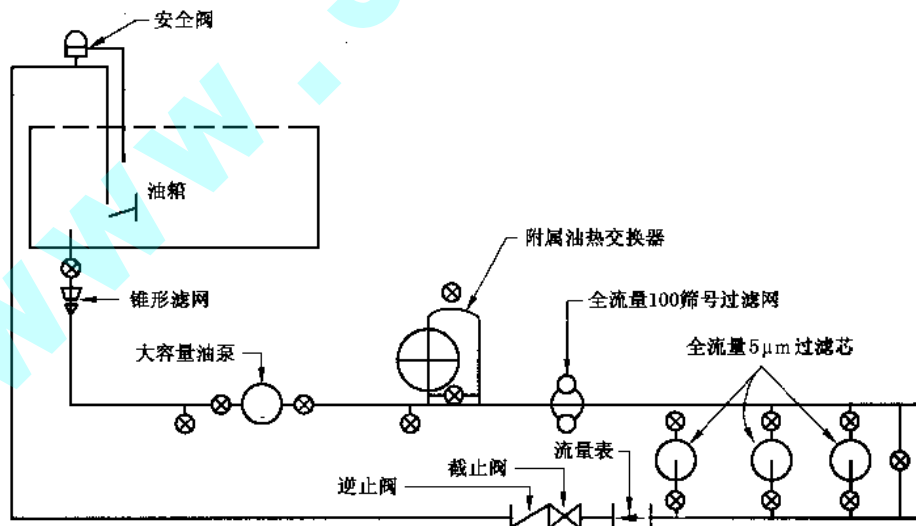 安全阀
油箱
附属油热交换器
锥形滤网
全流量100筛号过滤网
大容量油泵
全流量5μm过滤芯
流量表
截止阀
逆止阀
www.s